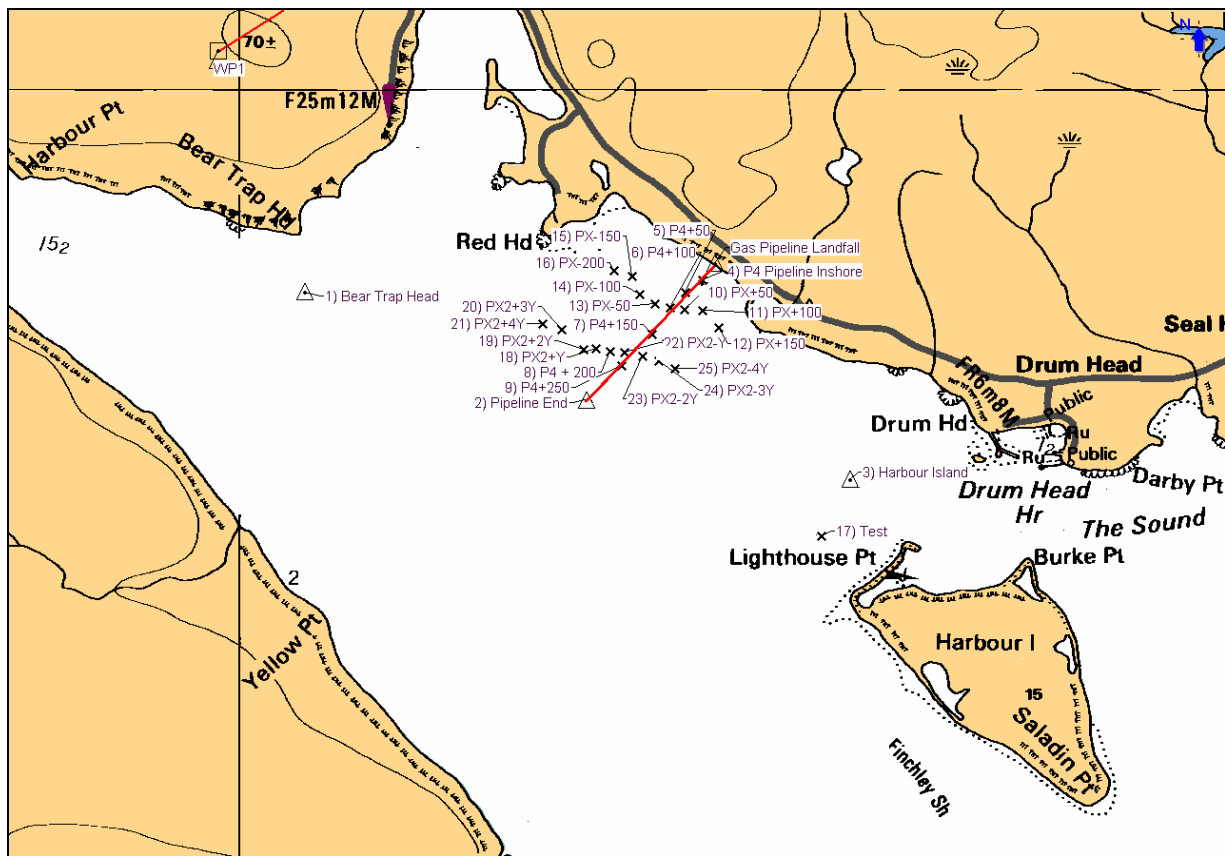 N
70±
WP1
F25m12M
Harbour Pt
Bear Trap Hd
15₂
Red Hd
15) PX-150
5) P4+50
6) P4+100
Gas Pipeline Landfall
16) PX-200
4) P4 Pipeline Inshore
14) PX-100
10) PX+50
1) Bear Trap Head
13) PX-50
11) PX+100
20) PX2+3Y
21) PX2+4Y
7) P4+150
19) PX2+2Y
22) PX2-Y
12) PX+150
18) PX2+Y
8) P4 + 200
25) PX2-4Y
9) P4+250
24) PX2-3Y
2) Pipeline End
23) PX2-2Y
Seal H
Drum Head
FR6m8M
Public
Drum Hd
Ru
2
Ru
Public
Darby Pt
3) Harbour Island
Drum Head
Hr
The Sound
17) Test
Lighthouse Pt
Burke Pt
2
Yellow Pt
Harbour I
15
Saladin Pt
Finchley Sh